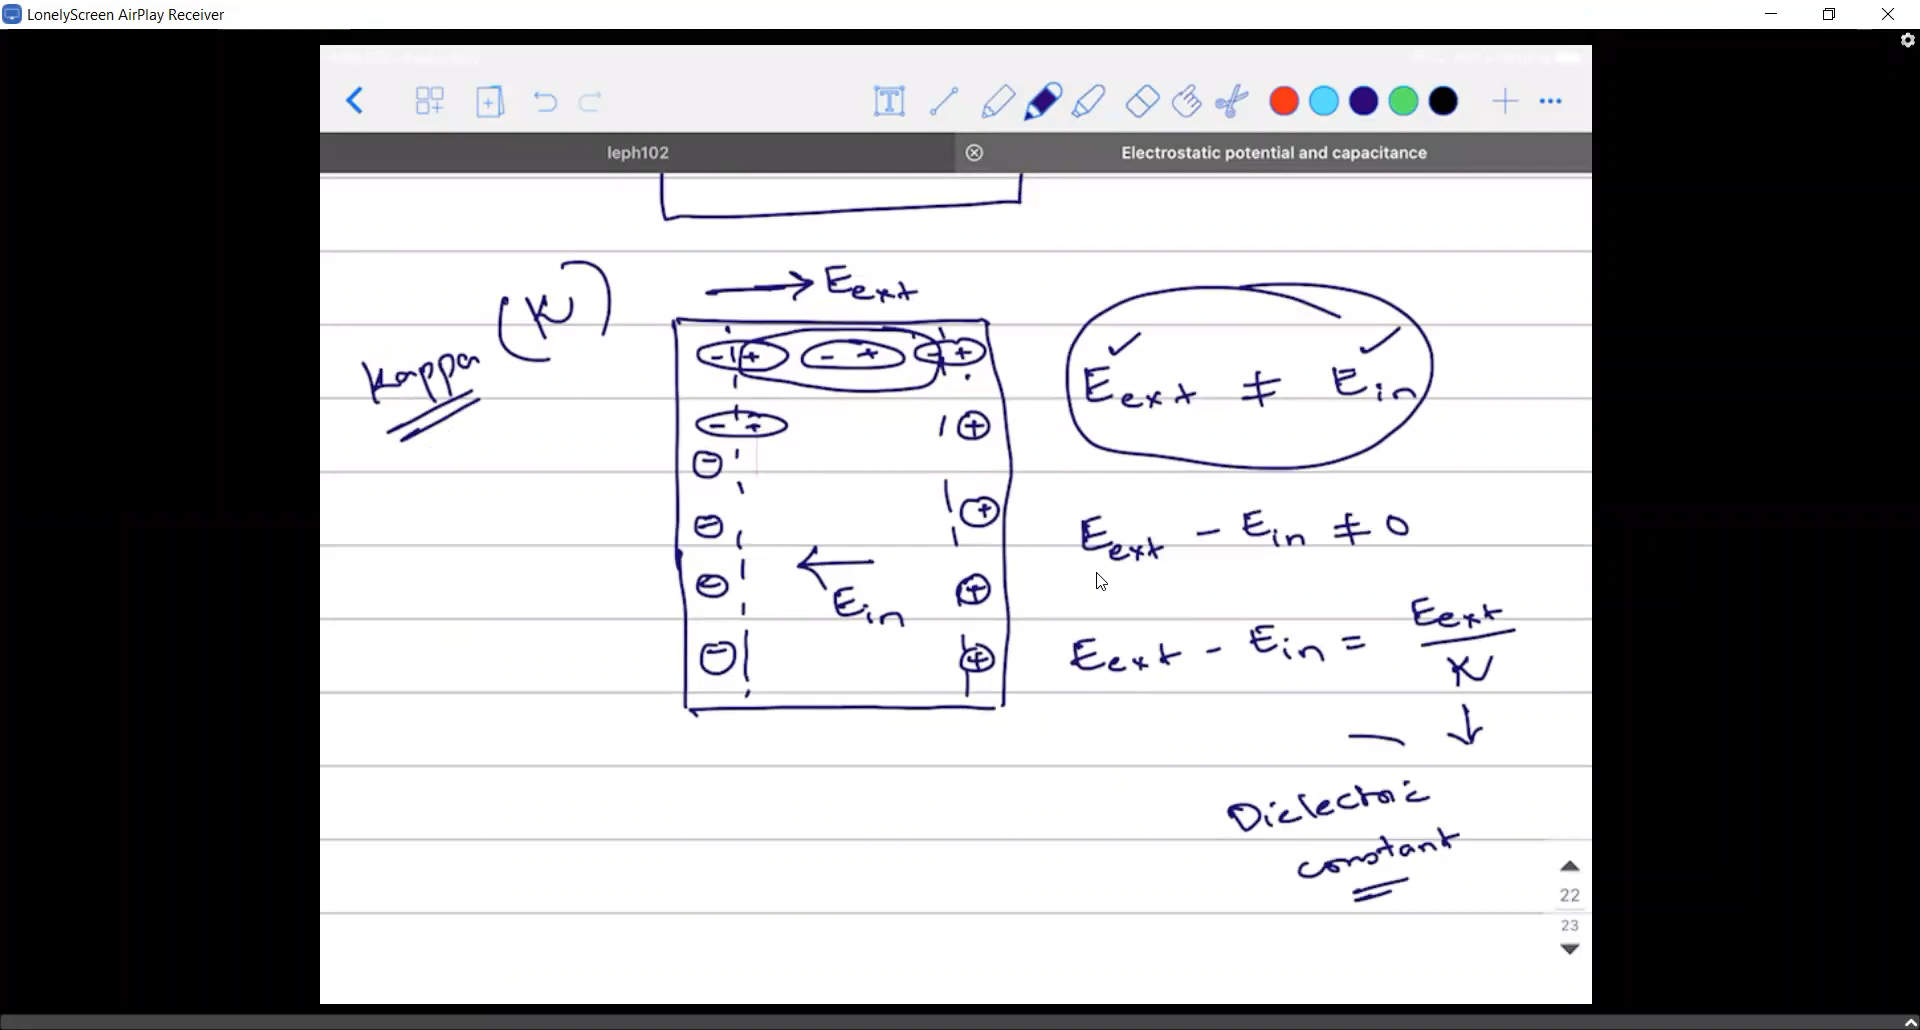 LonelyScreen AirPlay Receiver
leph102
Electrostatic potential and capacitance
Kappa (K)
→ Eext
- + - + - +
- + +
-
- +
- +
- +
← Ein
Eext ≠ Ein
Eext - Ein ≠ 0
Eext - Ein = Eext / K
Dielectric
constant
22
23